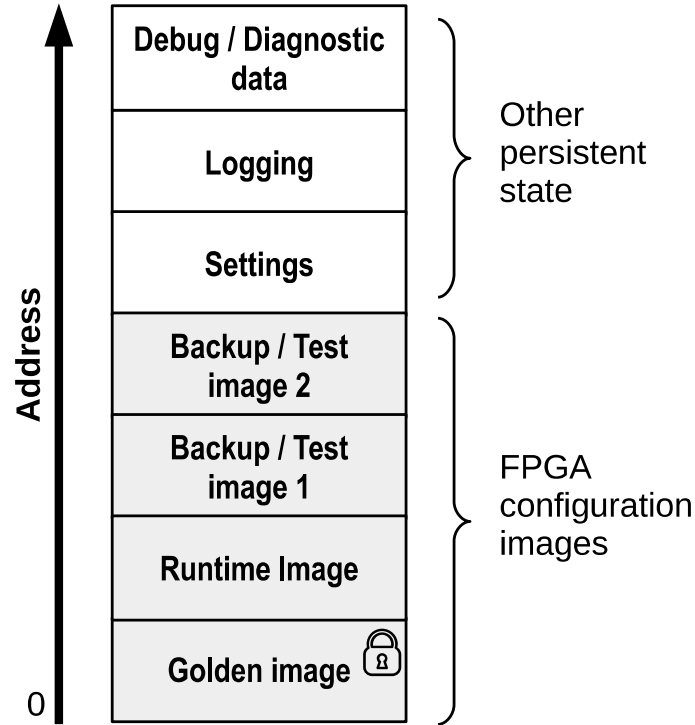 Debug / Diagnostic
data
Logging
Settings
Backup / Test
image 2
Backup / Test
image 1
Runtime Image
Golden image
Other
persistent
state
FPGA
configuration
images
Address
0